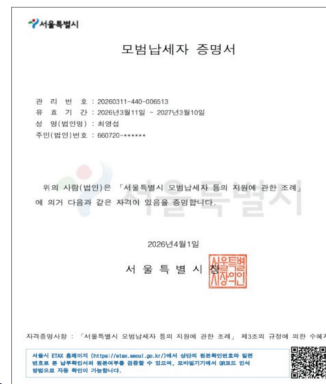 서울특별시
모범납세자 증명서
관 리 번 호 : 20260311-440-006513
유 효 기 간 : 2026년3월11일 ~ 2027년3월10일
성 명(법인명) : 최영섭
주민(법인)번호 : 660720-******
위의 사람(법인)은 「서울특별시 모범납세자 등의 지원에 관한 조례」
에 의거 다음과 같은 자격이 있음을 증명합니다.
2026년4월1일
서 울 특 별 시 장
자격증명사항 : 「서울특별시 모범납세자 등의 지원에 관한 조례」 제3조의 규정에 의한 수혜자
서울시 ETAX 홈페이지 (https://etax.seoul.go.kr/)에서 상단의 원본확인번호와 일련
번호로 본 납부확인서의 원본여부를 검증할 수 있으며, 모바일기기에서 QR코드 인식
방법으로 자동 확인이 가능합니다.